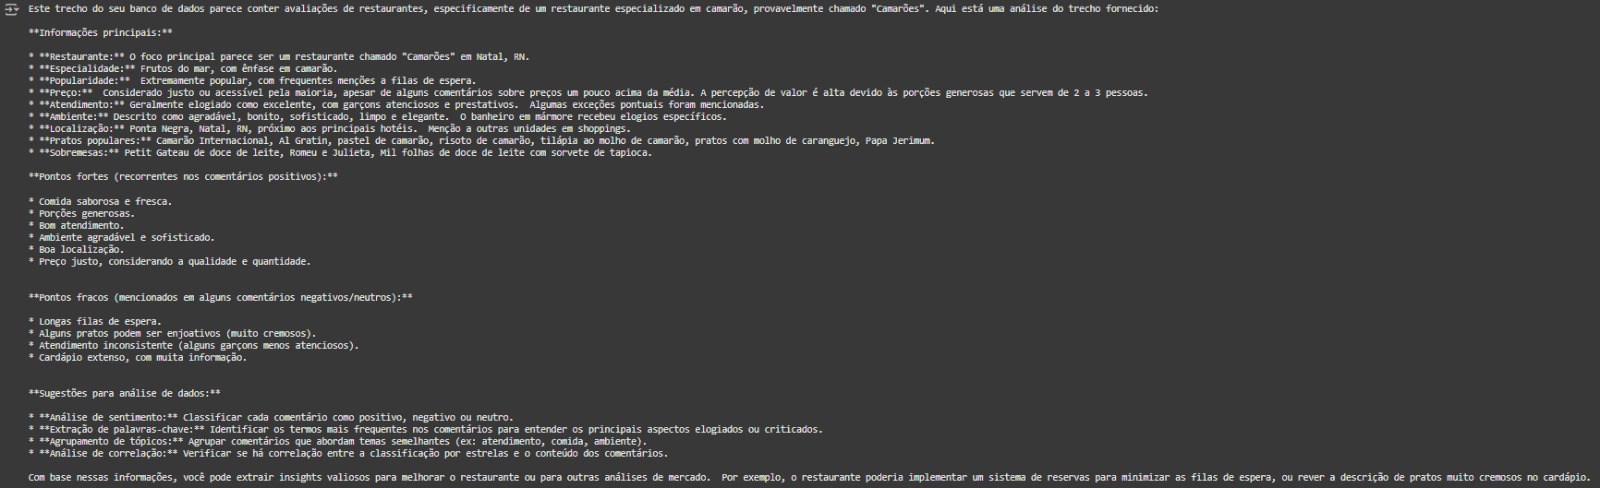 Este trecho do seu banco de dados parece conter avaliações de restaurantes, especificamente de um restaurante especializado em camarão, provavelmente chamado "Camarões". Aqui está uma análise do trecho fornecido:
**Informações principais:**
* **Restaurante:** O foco principal parece ser um restaurante chamado "Camarões" em Natal, RN.
* **Especialidade:** Frutos do mar, com ênfase em camarão.
* **Popularidade:**  Extremamente popular, com frequentes menções a filas de espera.
* **Preço:**  Considerado justo ou acessível pela maioria, apesar de alguns comentários sobre preços um pouco acima da média. A percepção de valor é alta devido às porções generosas que servem de 2 a 3 pessoas.
* **Atendimento:** Geralmente elogiado como excelente, com garçons atenciosos e prestativos.  Algumas exceções pontuais foram mencionadas.
* **Ambiente:** Descrito como agradável, bonito, sofisticado, limpo e elegante.  O banheiro em mármore recebeu elogios específicos.
* **Localização:** Ponta Negra, Natal, RN, próximo aos principais hotéis.  Menção a outras unidades em shoppings.
* **Pratos populares:** Camarão Internacional, Al Gratin, pastel de camarão, risoto de camarão, tilápia ao molho de camarão, pratos com molho de caranguejo, Papa Jerimum.
* **Sobremesas:** Petit Gateau de doce de leite, Romeu e Julieta, Mil folhas de doce de leite com sorvete de tapioca.
**Pontos fortes (recorrentes nos comentários positivos):**
* Comida saborosa e fresca.
* Porções generosas.
* Bom atendimento.
* Ambiente agradável e sofisticado.
* Boa localização.
* Preço justo, considerando a qualidade e quantidade.
**Pontos fracos (mencionados em alguns comentários negativos/neutros):**
* Longas filas de espera.
* Alguns pratos podem ser enjoativos (muito cremosos).
* Atendimento inconsistente (alguns garçons menos atenciosos).
* Cardápio extenso, com muita informação.
**Sugestões para análise de dados:**
* **Análise de sentimento:** Classificar cada comentário como positivo, negativo ou neutro.
* **Extração de palavras-chave:** Identificar os termos mais frequentes nos comentários para entender os principais aspectos elogiados ou criticados.
* **Agrupamento de tópicos:** Agrupar comentários que abordam temas semelhantes (ex: atendimento, comida, ambiente).
* **Análise de correlação:** Verificar se há correlação entre a classificação por estrelas e o conteúdo dos comentários.
Com base nessas informações, você pode extrair insights valiosos para melhorar o restaurante ou para outras análises de mercado.  Por exemplo, o restaurante poderia implementar um sistema de reservas para minimizar as filas de espera, ou rever a descrição de pratos muito cremosos no cardápio.